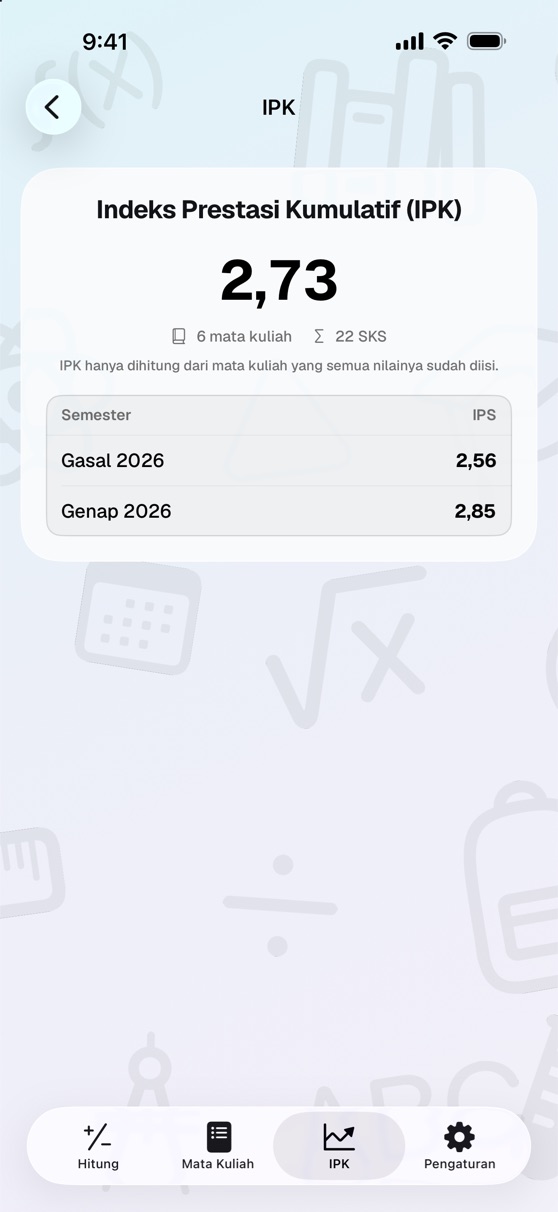 9:41
IPK
Indeks Prestasi Kumulatif (IPK)
2,73
6 mata kuliah Σ 22 SKS
IPK hanya dihitung dari mata kuliah yang semua nilainya sudah diisi.
Semester IPS
Gasal 2026 2,56
Genap 2026 2,85
Hitung Mata Kuliah IPK Pengaturan